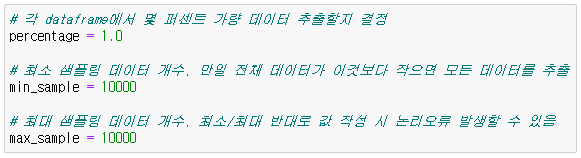 # 각 dataframe에서 몇 퍼센트 가량 데이터 추출할지 결정
percentage = 1.0
# 최소 샘플링 데이터 개수. 만일 전체 데이터가 이것보다 작으면 모든 데이터를 추출
min_sample = 10000
# 최대 샘플링 데이터 개수. 최소/최대 반대로 값 작성 시 논리오류 발생할 수 있음
max_sample = 10000